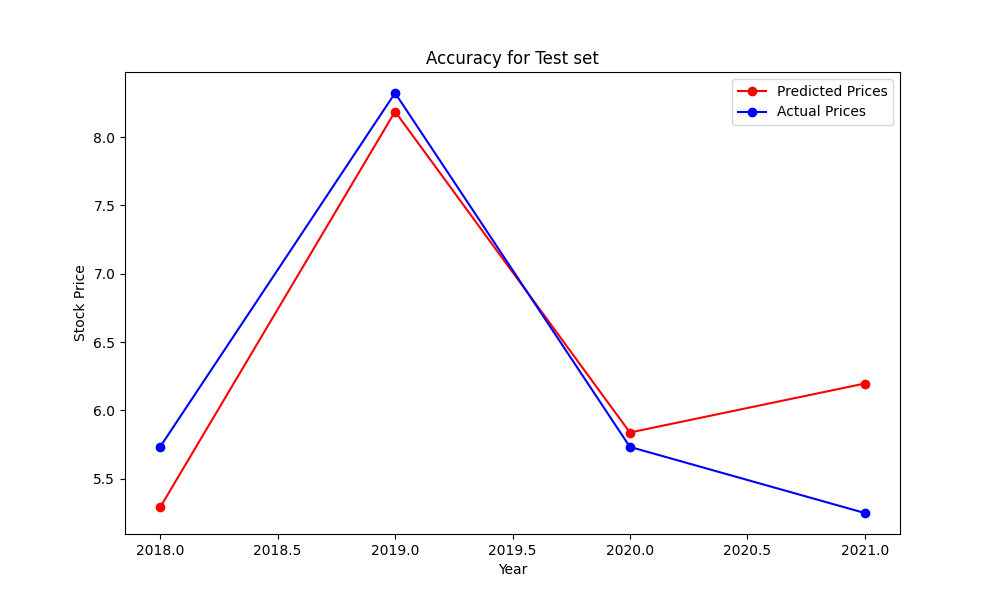 Accuracy for Test set
Predicted Prices
Actual Prices
Stock Price
8.0
7.5
7.0
6.5
6.0
5.5
2018.0 2018.5 2019.0 2019.5 2020.0 2020.5 2021.0
Year